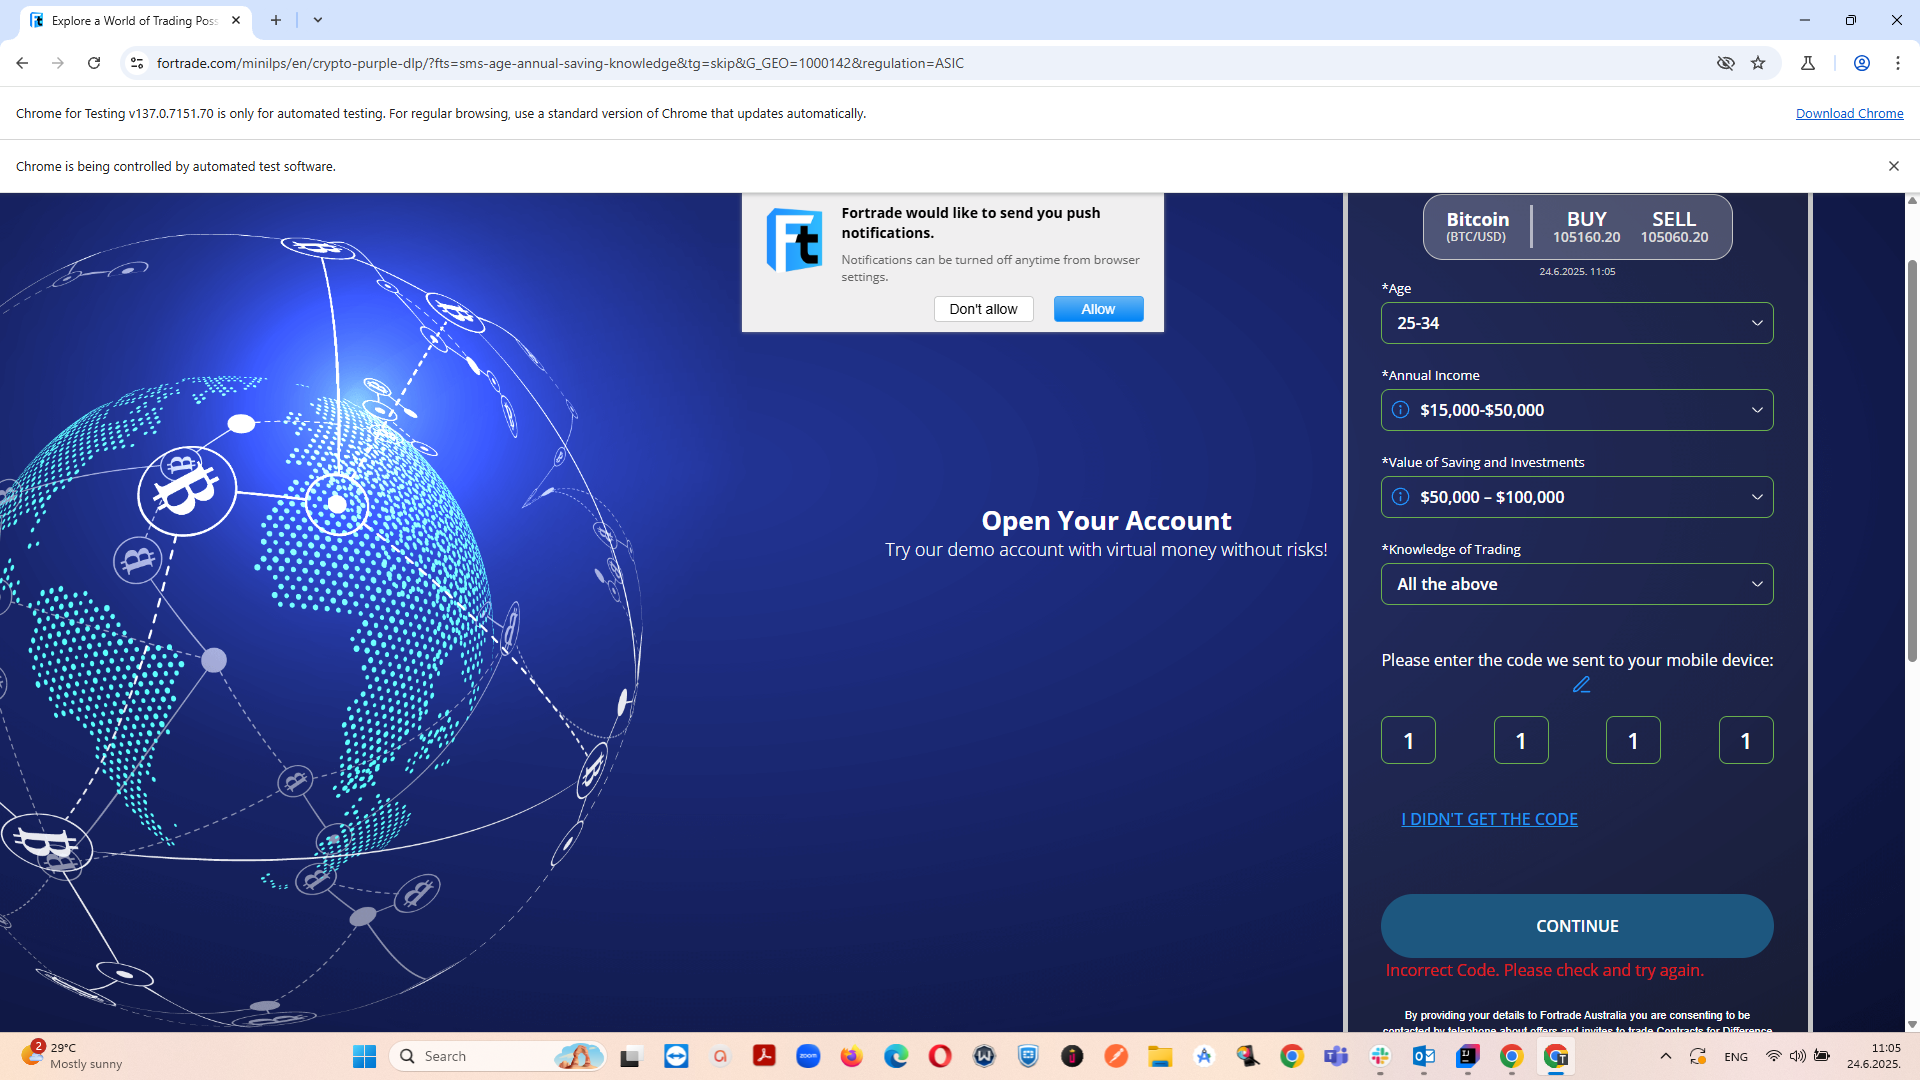 Explore a World of Trading Poss
fortrade.com/minilps/en/crypto-purple-dlp/?fts=sms-age-annual-saving-knowledge&tg=skip&G_GEO=1000142&regulation=ASIC
Chrome for Testing v137.0.7151.70 is only for automated testing. For regular browsing, use a standard version of Chrome that updates automatically.
Download Chrome
Chrome is being controlled by automated test software.
Ft
Fortrade would like to send you push
notifications.
Notifications can be turned off anytime from browser
settings.
Don't allow
Allow
Bitcoin
(BTC/USD)
BUY
105160.20
SELL
105060.20
24.6.2025. 11:05
*Age
25-34
*Annual Income
$15,000-$50,000
*Value of Saving and Investments
$50,000 – $100,000
*Knowledge of Trading
All the above
Open Your Account
Try our demo account with virtual money without risks!
Please enter the code we sent to your mobile device:
1 1 1 1
I DIDN'T GET THE CODE
CONTINUE
Incorrect Code. Please check and try again.
By providing your details to Fortrade Australia you are consenting to be
contacted by telephone about offers and invites to trade Contracts for Difference
2
29°C
Mostly sunny
Search
zoom
ENG
11:05
24.6.2025.